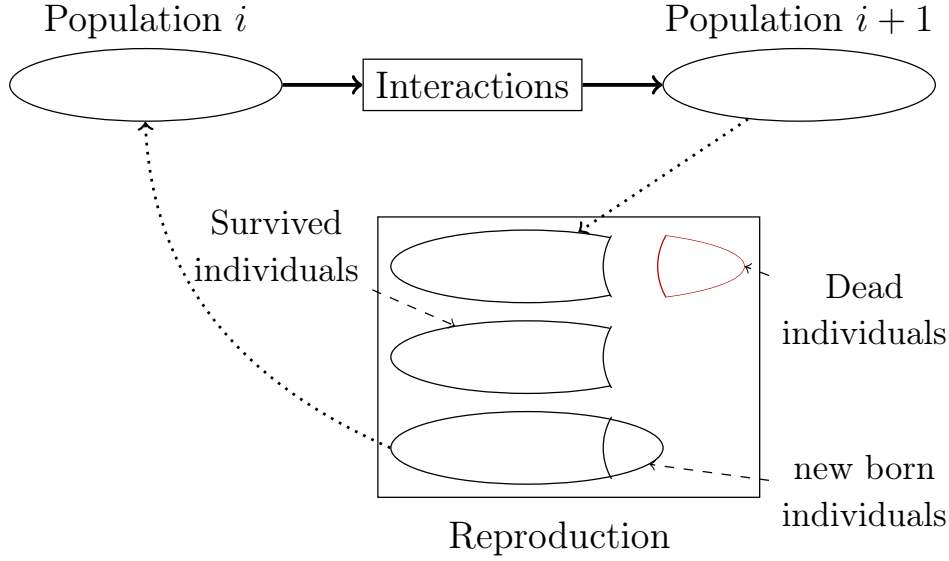 Population i
Population i + 1
Interactions
Survived
individuals
Dead
individuals
new born
individuals
Reproduction